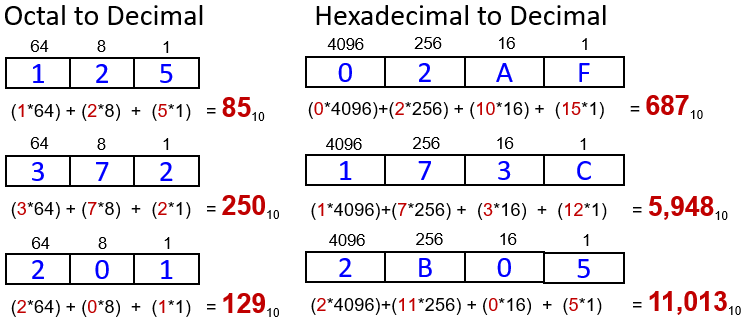 Octal to Decimal
64 8 1
1 2 5
(1*64) + (2*8) + (5*1) = 85₁₀
64 8 1
3 7 2
(3*64) + (7*8) + (2*1) = 250₁₀
64 8 1
2 0 1
(2*64) + (0*8) + (1*1) = 129₁₀
Hexadecimal to Decimal
4096 256 16 1
0 2 A F
(0*4096)+(2*256) + (10*16) + (15*1) = 687₁₀
4096 256 16 1
1 7 3 C
(1*4096)+(7*256) + (3*16) + (12*1) = 5,948₁₀
4096 256 16 1
2 B 0 5
(2*4096)+(11*256) + (0*16) + (5*1) = 11,013₁₀